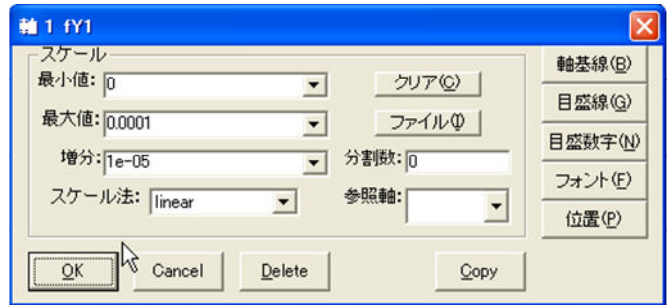 軸 1 fY1
スケール
最小値: 0
クリア(C)
最大値: 0.0001
ファイル(I)
増分: 1e-05
分割数: 0
スケール法: linear
参照軸:
軸基線(B)
目盛線(G)
目盛数字(N)
フォント(F)
位置(P)
OK
Cancel
Delete
Copy